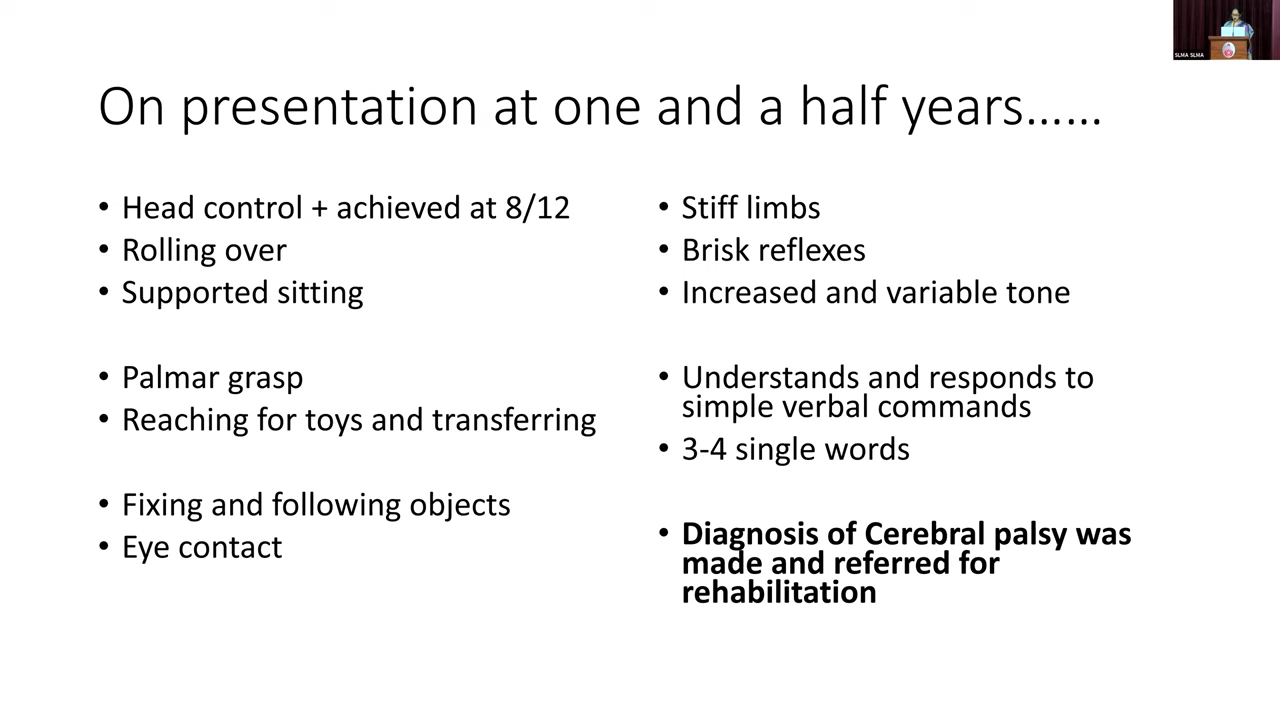 On presentation at one and a half years......
• Head control + achieved at 8/12
• Rolling over
• Supported sitting
• Palmar grasp
• Reaching for toys and transferring
• Fixing and following objects
• Eye contact
• Stiff limbs
• Brisk reflexes
• Increased and variable tone
• Understands and responds to
simple verbal commands
• 3-4 single words
• Diagnosis of Cerebral palsy was
made and referred for
rehabilitation
SLMA SLMA